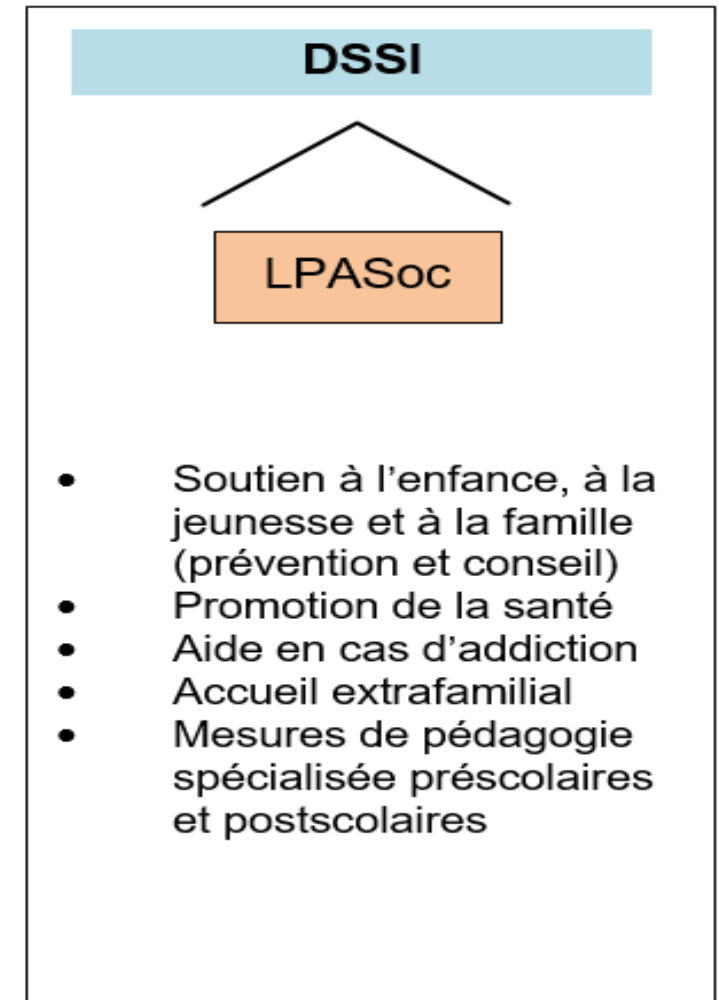 DSSI
LPASoc
• Soutien à l’enfance, à la
jeunesse et à la famille
(prévention et conseil)
• Promotion de la santé
• Aide en cas d’addiction
• Accueil extrafamilial
• Mesures de pédagogie
spécialisée préscolaires
et postscolaires